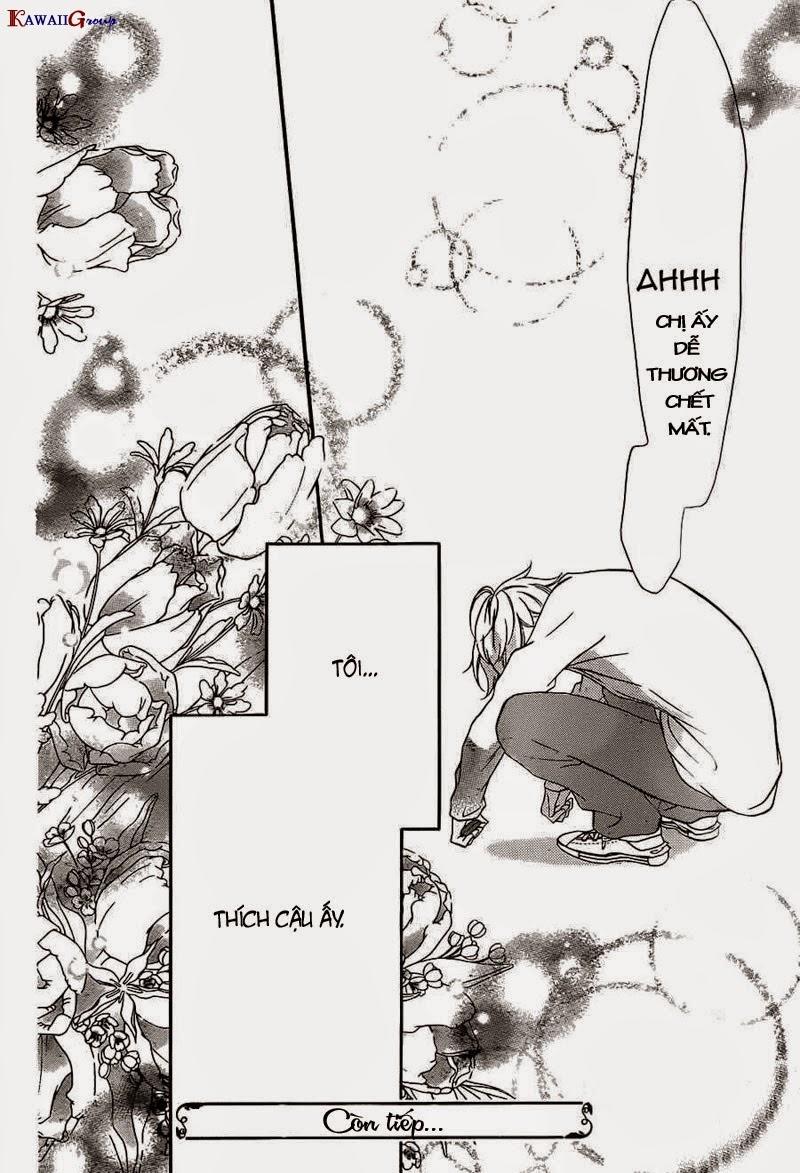 KAWAIIGroup
AHHH
CHỊ ẤY
DỄ
THƯƠNG
CHẾT
MẤT.
TÔI...
THÍCH CẬU ẤY.
Còn tiếp...